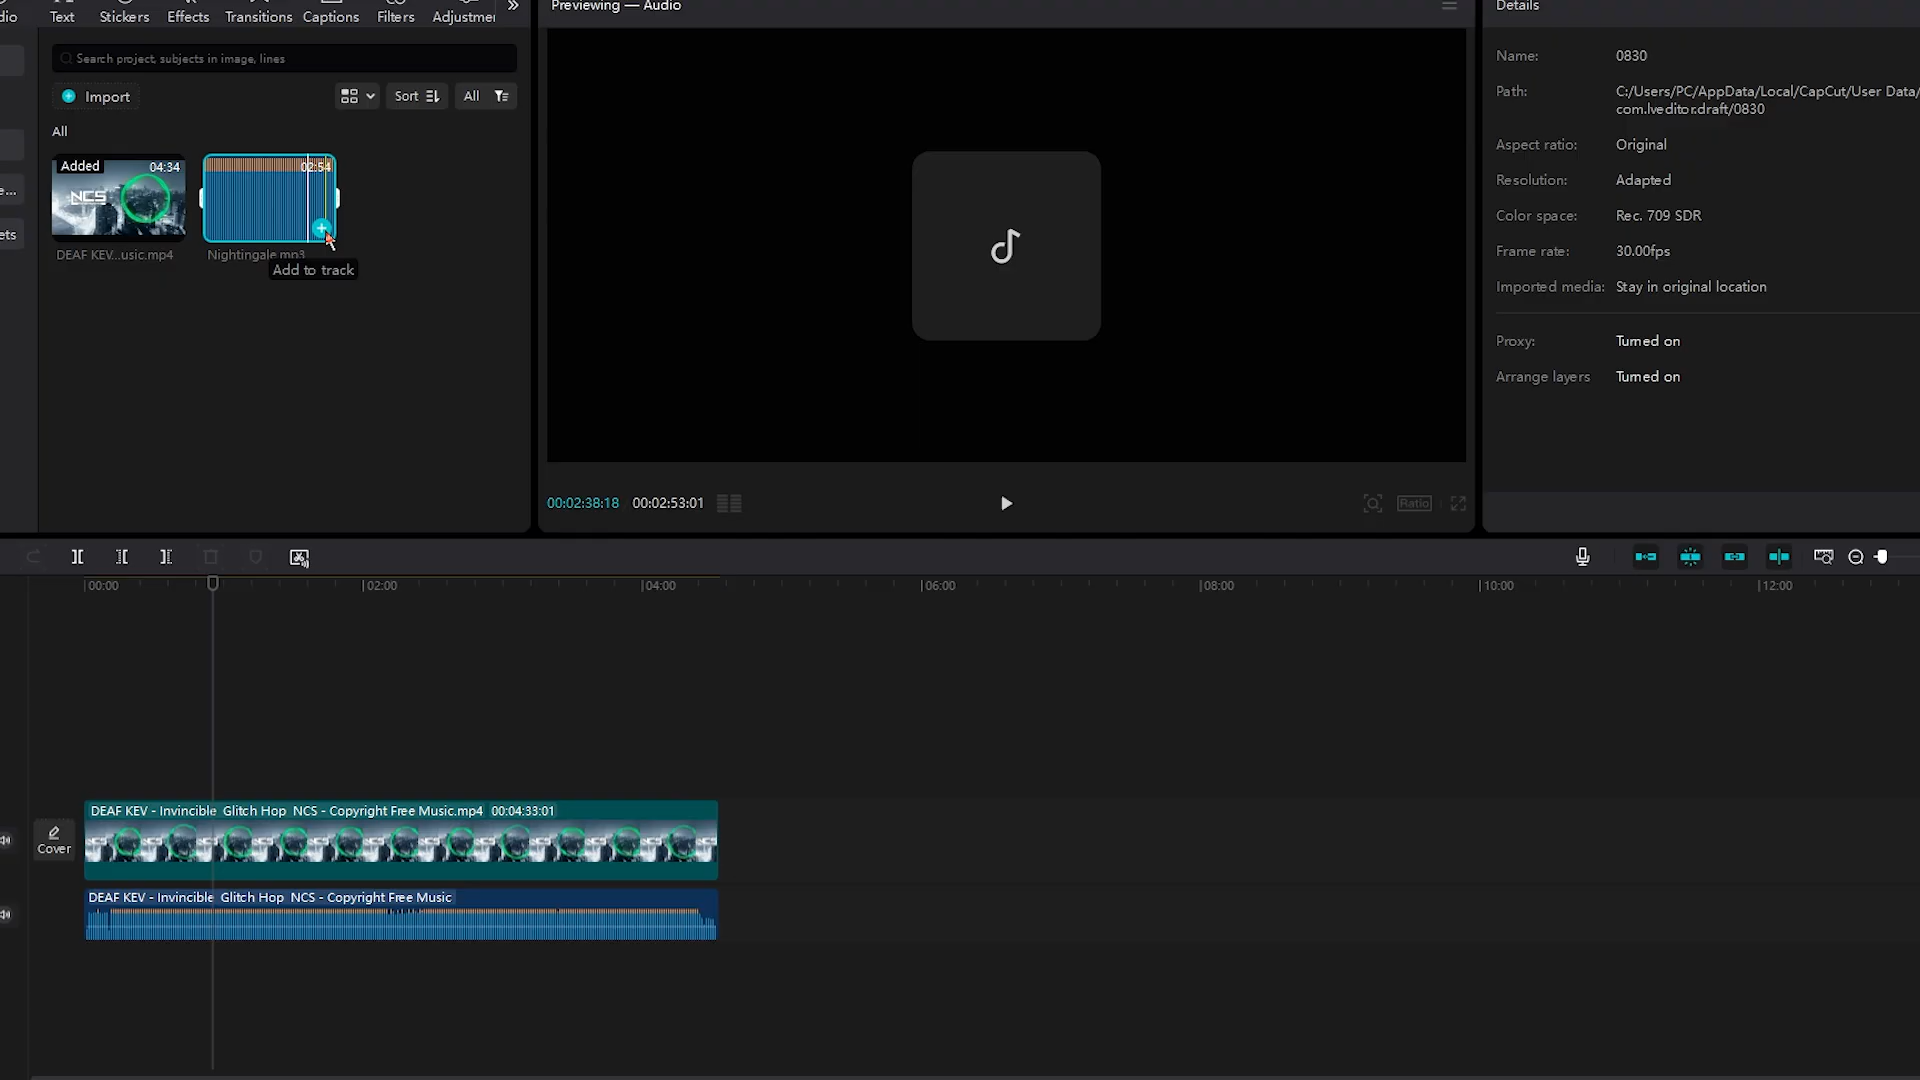 dio
Text
Stickers
Effects
Transitions
Captions
Filters
Adjustmen
Search project, subjects in image, lines
Import
Sort
All
All
Added
04:34
NCS
DEAF KEV...usic.mp4
02:54
Nightingale.mp3
Add to track
e...
ets
Previewing — Audio
00:02:38:18
00:02:53:01
Ratio
Details
Name: 0830
Path: C:/Users/PC/AppData/Local/CapCut/User Data/
com.lveditor.draft/0830
Aspect ratio: Original
Resolution: Adapted
Color space: Rec. 709 SDR
Frame rate: 30.00fps
Imported media: Stay in original location
Proxy: Turned on
Arrange layers Turned on
00:00
02:00
04:00
06:00
08:00
10:00
12:00
Cover
DEAF KEV - Invincible Glitch Hop NCS - Copyright Free Music.mp4 00:04:33:01
DEAF KEV - Invincible Glitch Hop NCS - Copyright Free Music